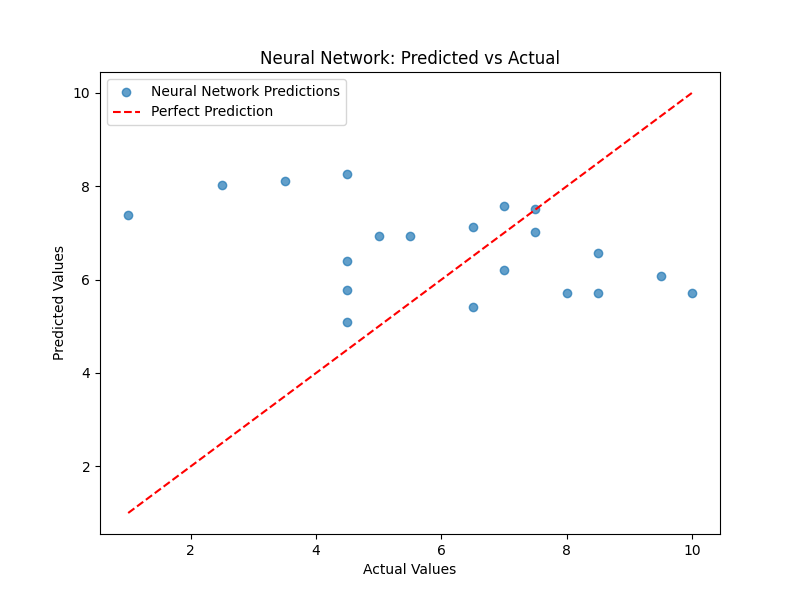 Neural Network: Predicted vs Actual
Neural Network Predictions
Perfect Prediction
10
8
6
4
2
Predicted Values
2 4 6 8 10
Actual Values